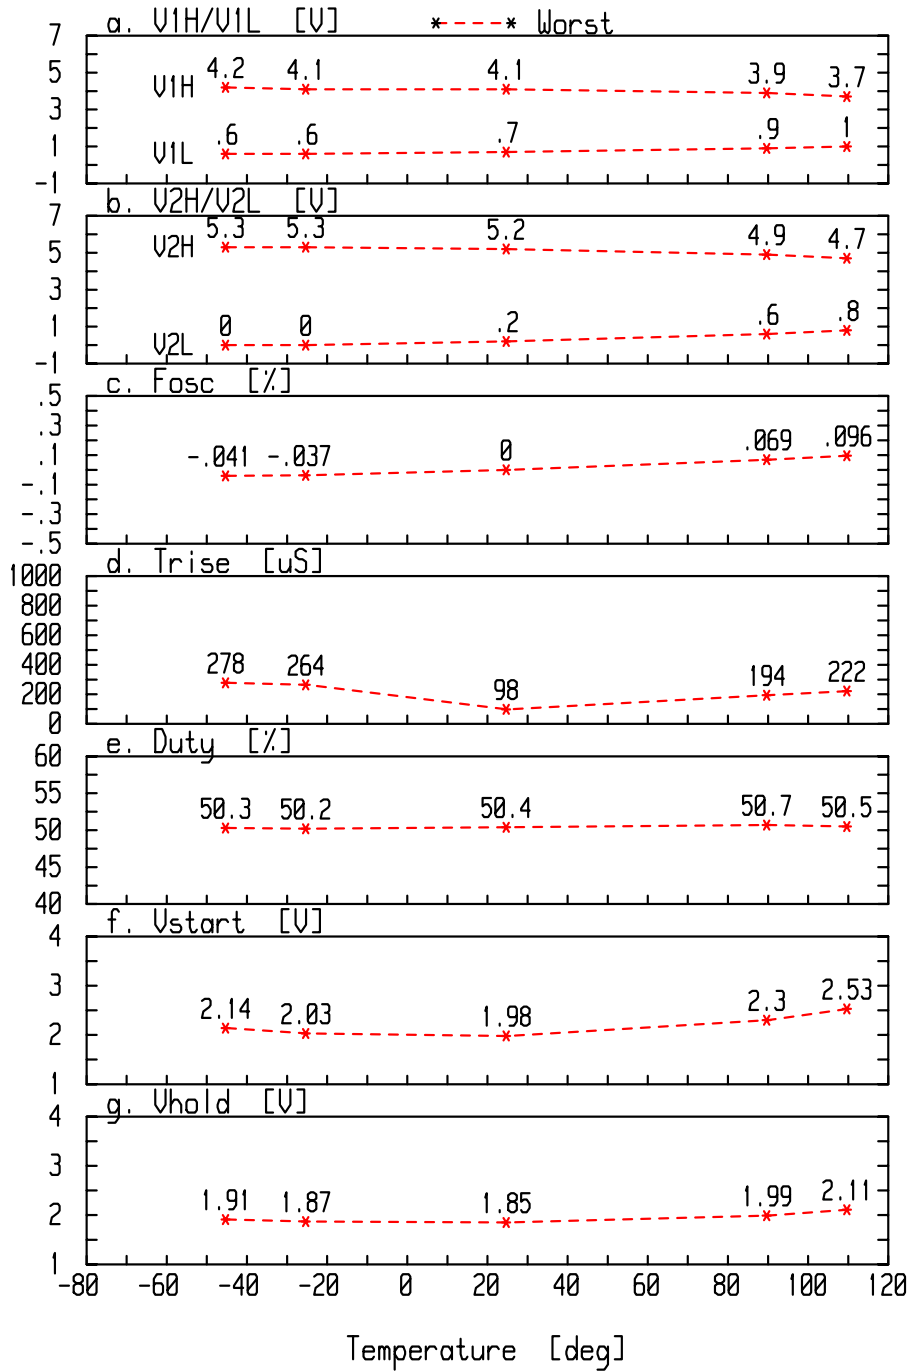 a. V1H/V1L [V] *-----* Worst
7
5
3
1
-1
V1H
4.2 4.1 4.1 3.9 3.7
V1L
.6 .6 .7 .9 1
b. V2H/V2L [V]
7
5
3
1
-1
V2H
5.3 5.3 5.2 4.9 4.7
V2L
0 0 .2 .6 .8
c. Fosc [%]
.5
.3
.1
-.1
-.3
-.5
-.041 -.037 0 .069 .096
d. Trise [uS]
1000
800
600
400
200
0
278 264 98 194 222
e. Duty [%]
60
55
50
45
40
50.3 50.2 50.4 50.7 50.5
f. Vstart [V]
4
3
2
1
2.14 2.03 1.98 2.3 2.53
g. Vhold [V]
4
3
2
1
1.91 1.87 1.85 1.99 2.11
-80 -60 -40 -20 0 20 40 60 80 100 120
Temperature [deg]